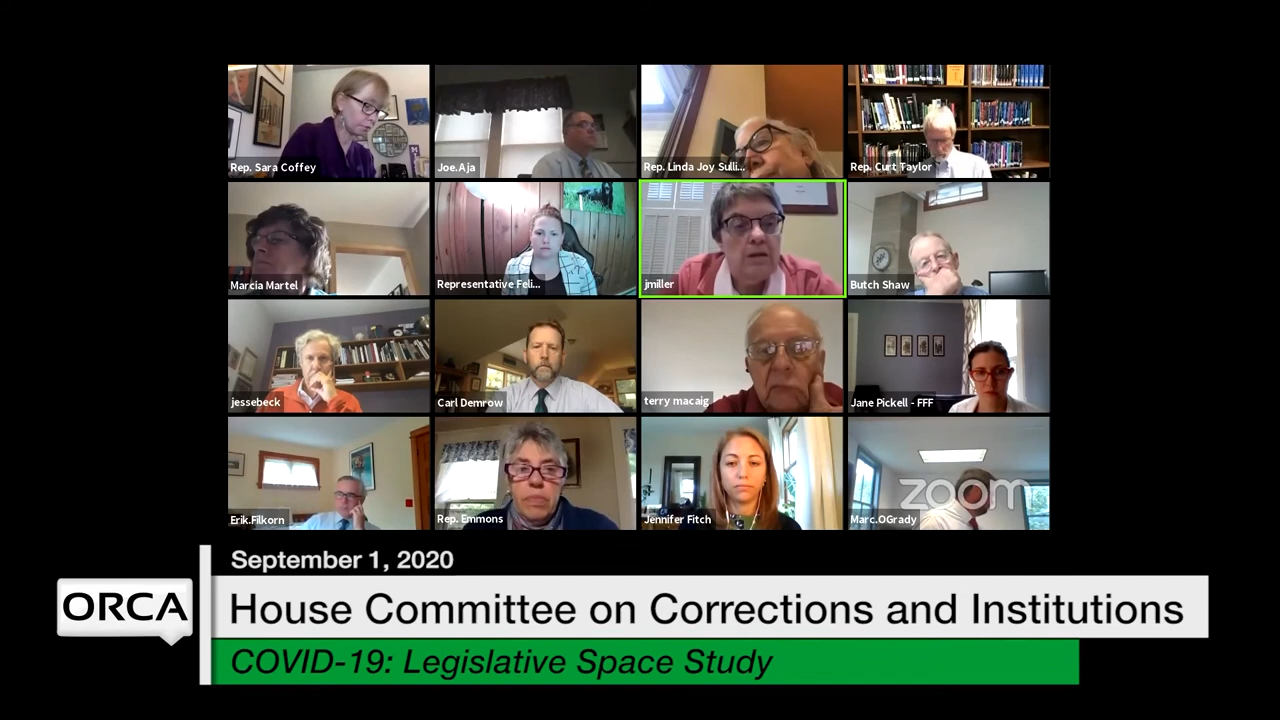 Rep. Sara Coffey
Joe.Aja
Rep. Linda Joy Sulli...
Rep. Curt Taylor
Marcia Martel
Representative Feli...
jmiller
Butch Shaw
jessebeck
Carl Demrow
terry macaig
Jane Pickell - FFF
Erik.Filkorn
Rep. Emmons
Jennifer Fitch
Marc.OGrady
zoom
September 1, 2020
ORCA
House Committee on Corrections and Institutions
COVID-19: Legislative Space Study